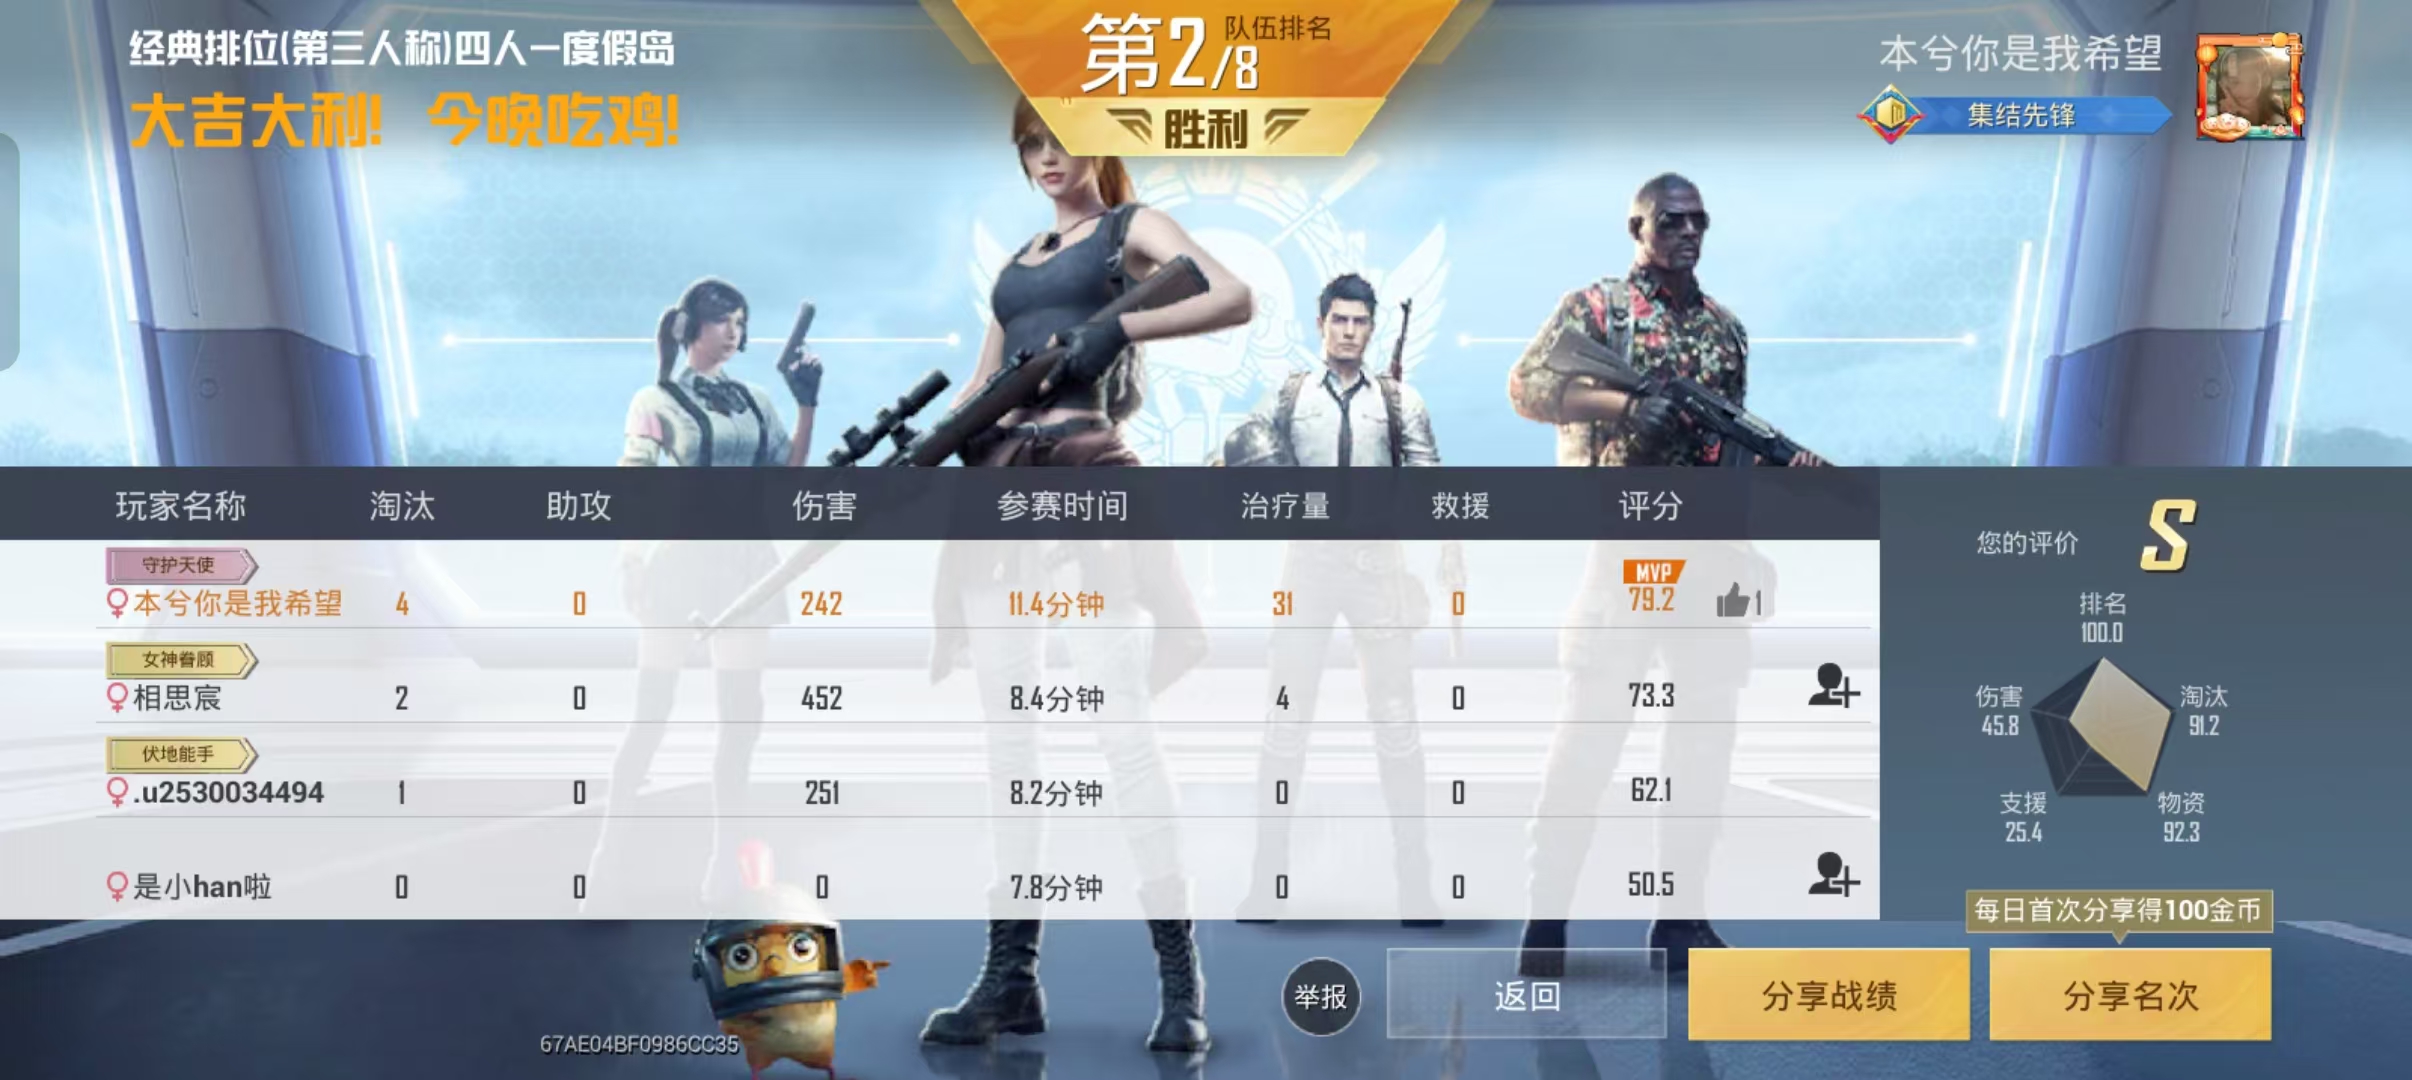 经典排位(第三人称)四人一度假岛
大吉大利! 今晚吃鸡!
第2/8 队伍排名
胜利
本兮你是我希望
集结先锋
玩家名称 淘汰 助攻 伤害 参赛时间 治疗量 救援 评分
守护天使
本兮你是我希望 4 0 242 11.4分钟 31 0 MVP 79.2 1
女神眷顾
相思宸 2 0 452 8.4分钟 4 0 73.3
伏地能手
.u2530034494 1 0 251 8.2分钟 0 0 62.1
是小han啦 0 0 0 7.8分钟 0 0 50.5
您的评价 S
排名
100.0
伤害
45.8
淘汰
91.2
支援
25.4
物资
92.3
每日首次分享得100金币
举报 返回 分享战绩 分享名次
67AE04BF0986CC35